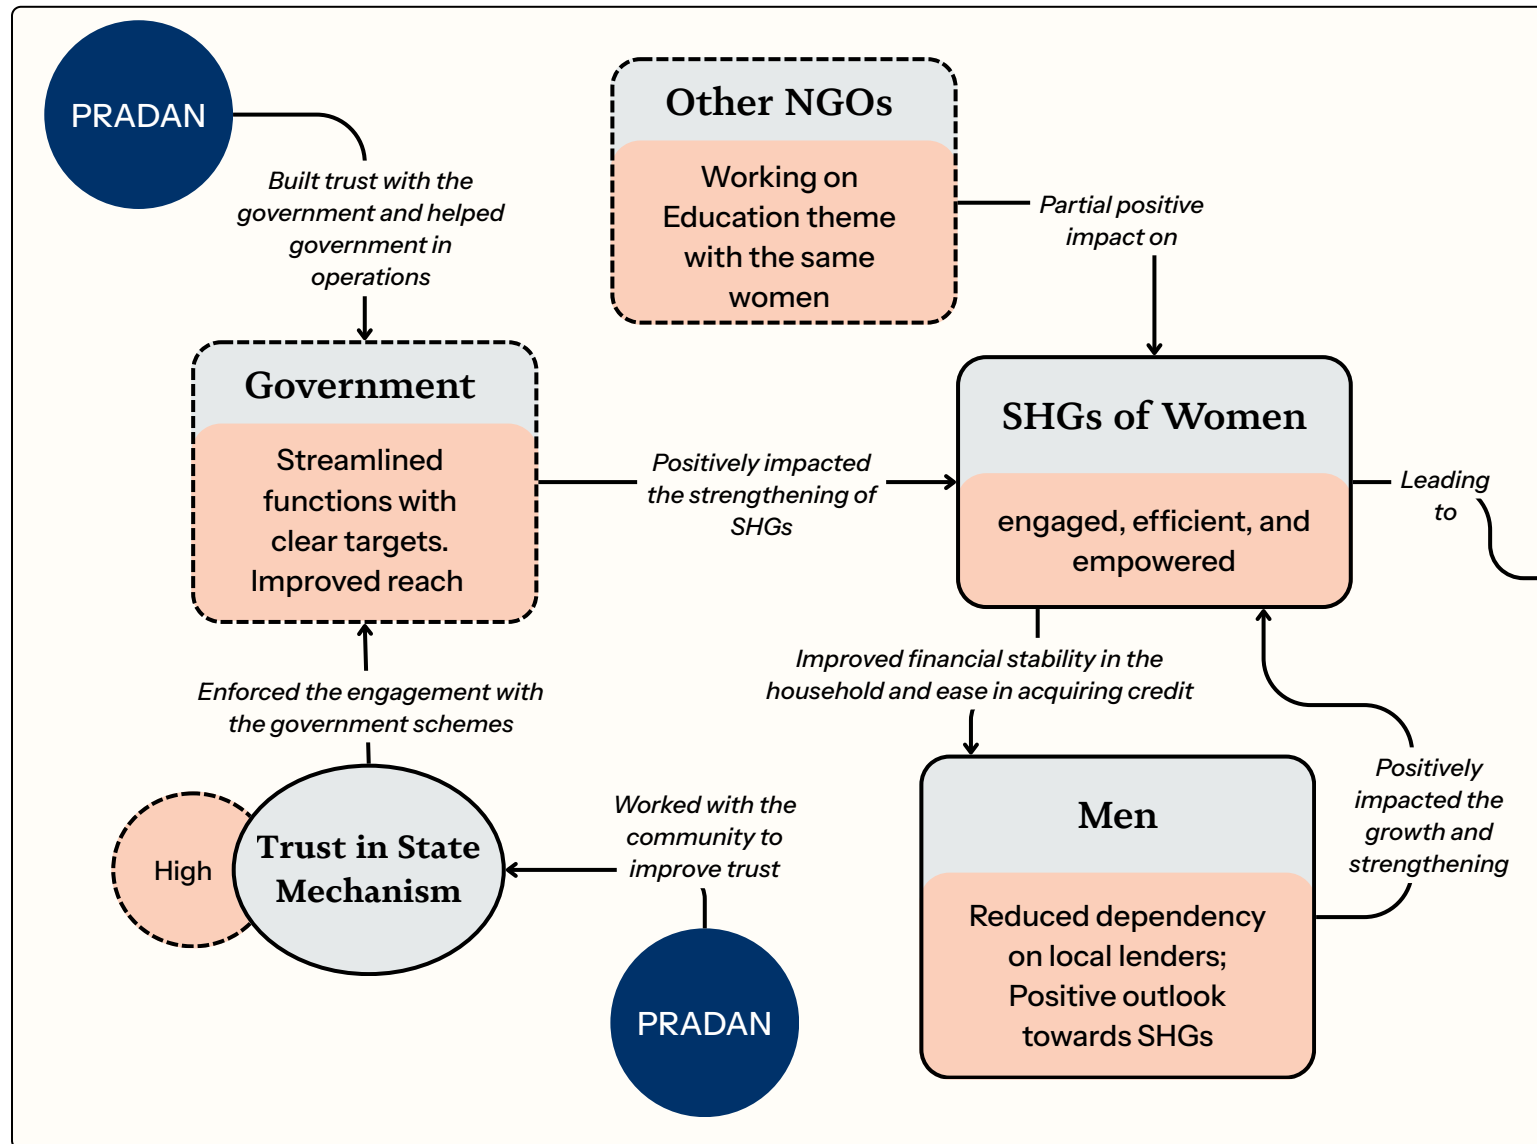 PRADAN
Built trust with the
government and helped
government in
operations
Other NGOs
Working on
Education theme
with the same
women
Partial positive
impact on
Government
Streamlined
functions with
clear targets.
Improved reach
Positively impacted
the strengthening of
SHGs
SHGs of Women
engaged, efficient, and
empowered
Leading
to
Enforced the engagement with
the government schemes
Improved financial stability in the
household and ease in acquiring credit
High
Trust in State
Mechanism
Worked with the
community to
improve trust
PRADAN
Men
Reduced dependency
on local lenders;
Positive outlook
towards SHGs
Positively
impacted the
growth and
strengthening